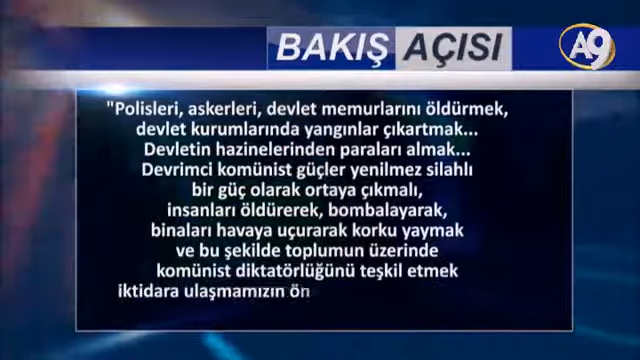 BAKIŞ AÇISI
A9
"Polisleri, askerleri, devlet memurlarını öldürmek,
devlet kurumlarında yangınlar çıkartmak...
Devletin hazinelerinden paraları almak...
Devrimci komünist güçler yenilmez silahlı
bir güç olarak ortaya çıkmalı,
insanları öldürerek, bombalayarak,
binaları havaya uçurarak korku yaymak
ve bu şekilde toplumun üzerinde
komünist diktatörlüğünü teşkil etmek
iktidara ulaşmamızın ön